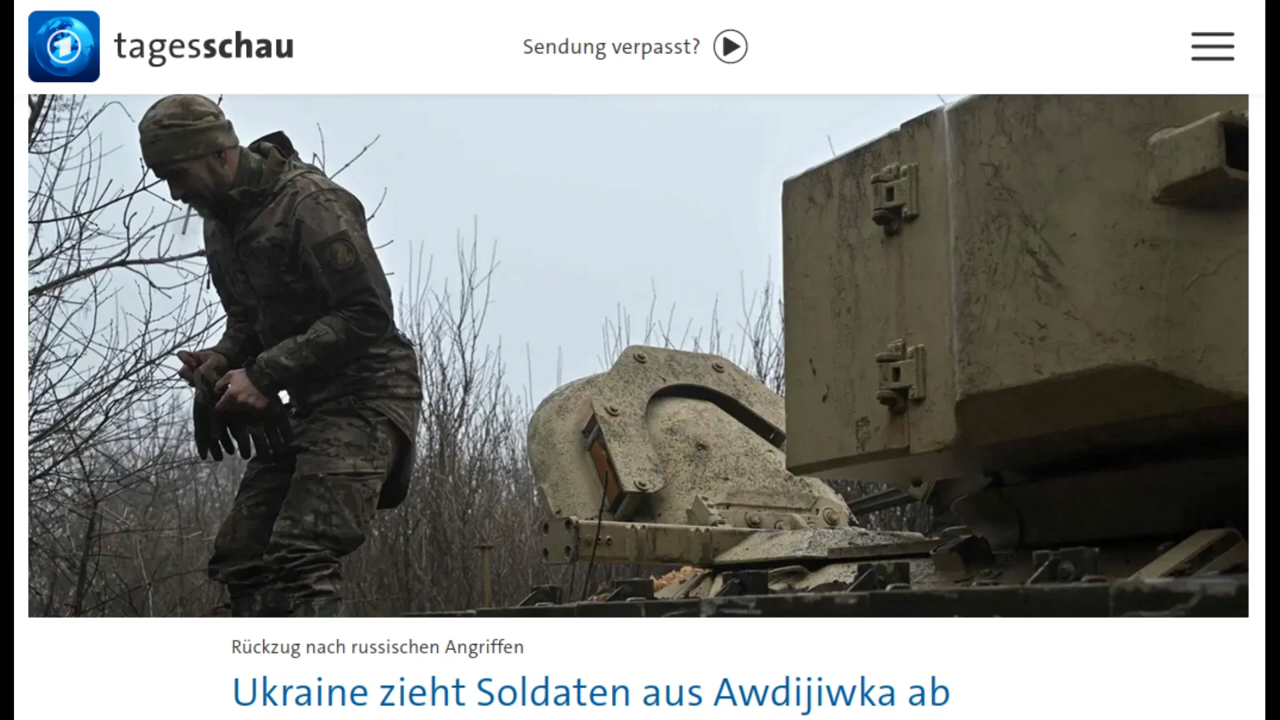 tagesschau
Sendung verpasst?
Rückzug nach russischen Angriffen
Ukraine zieht Soldaten aus Awdijiwka ab